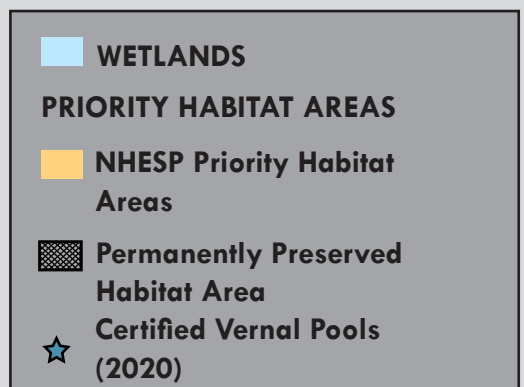 WETLANDS
PRIORITY HABITAT AREAS
NHESP Priority Habitat
Areas
Permanently Preserved
Habitat Area
Certified Vernal Pools
(2020)